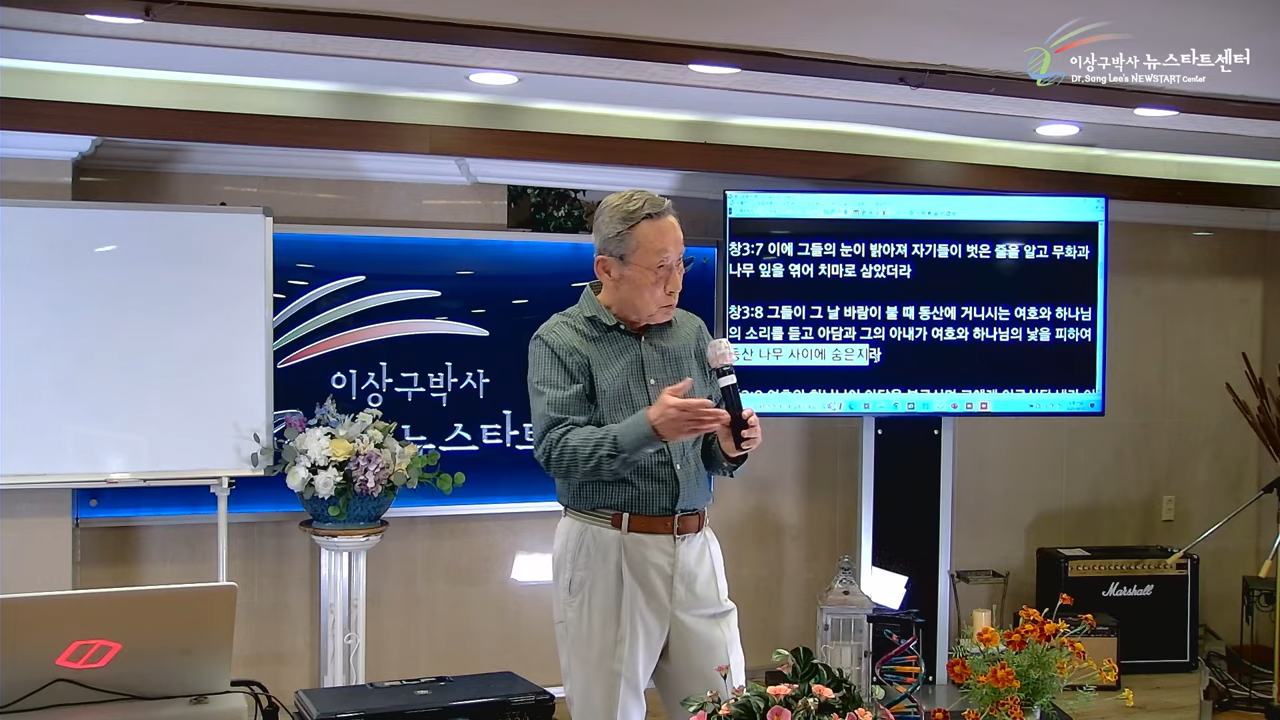 이상구박사 뉴스타트센터
Dr. Sang Lee's NEWSTART Center
창3:7 이에 그들의 눈이 밝아져 자기들이 벗은 줄을 알고 무화과
나무 잎을 엮어 치마로 삼았더라
창3:8 그들이 그 날 바람이 불 때 동산에 거니시는 여호와 하나님
의 소리를 듣고 아담과 그의 아내가 여호와 하나님의 낯을 피하여
동산 나무 사이에 숨은지라
이상구박사
뉴스타트
Marshall